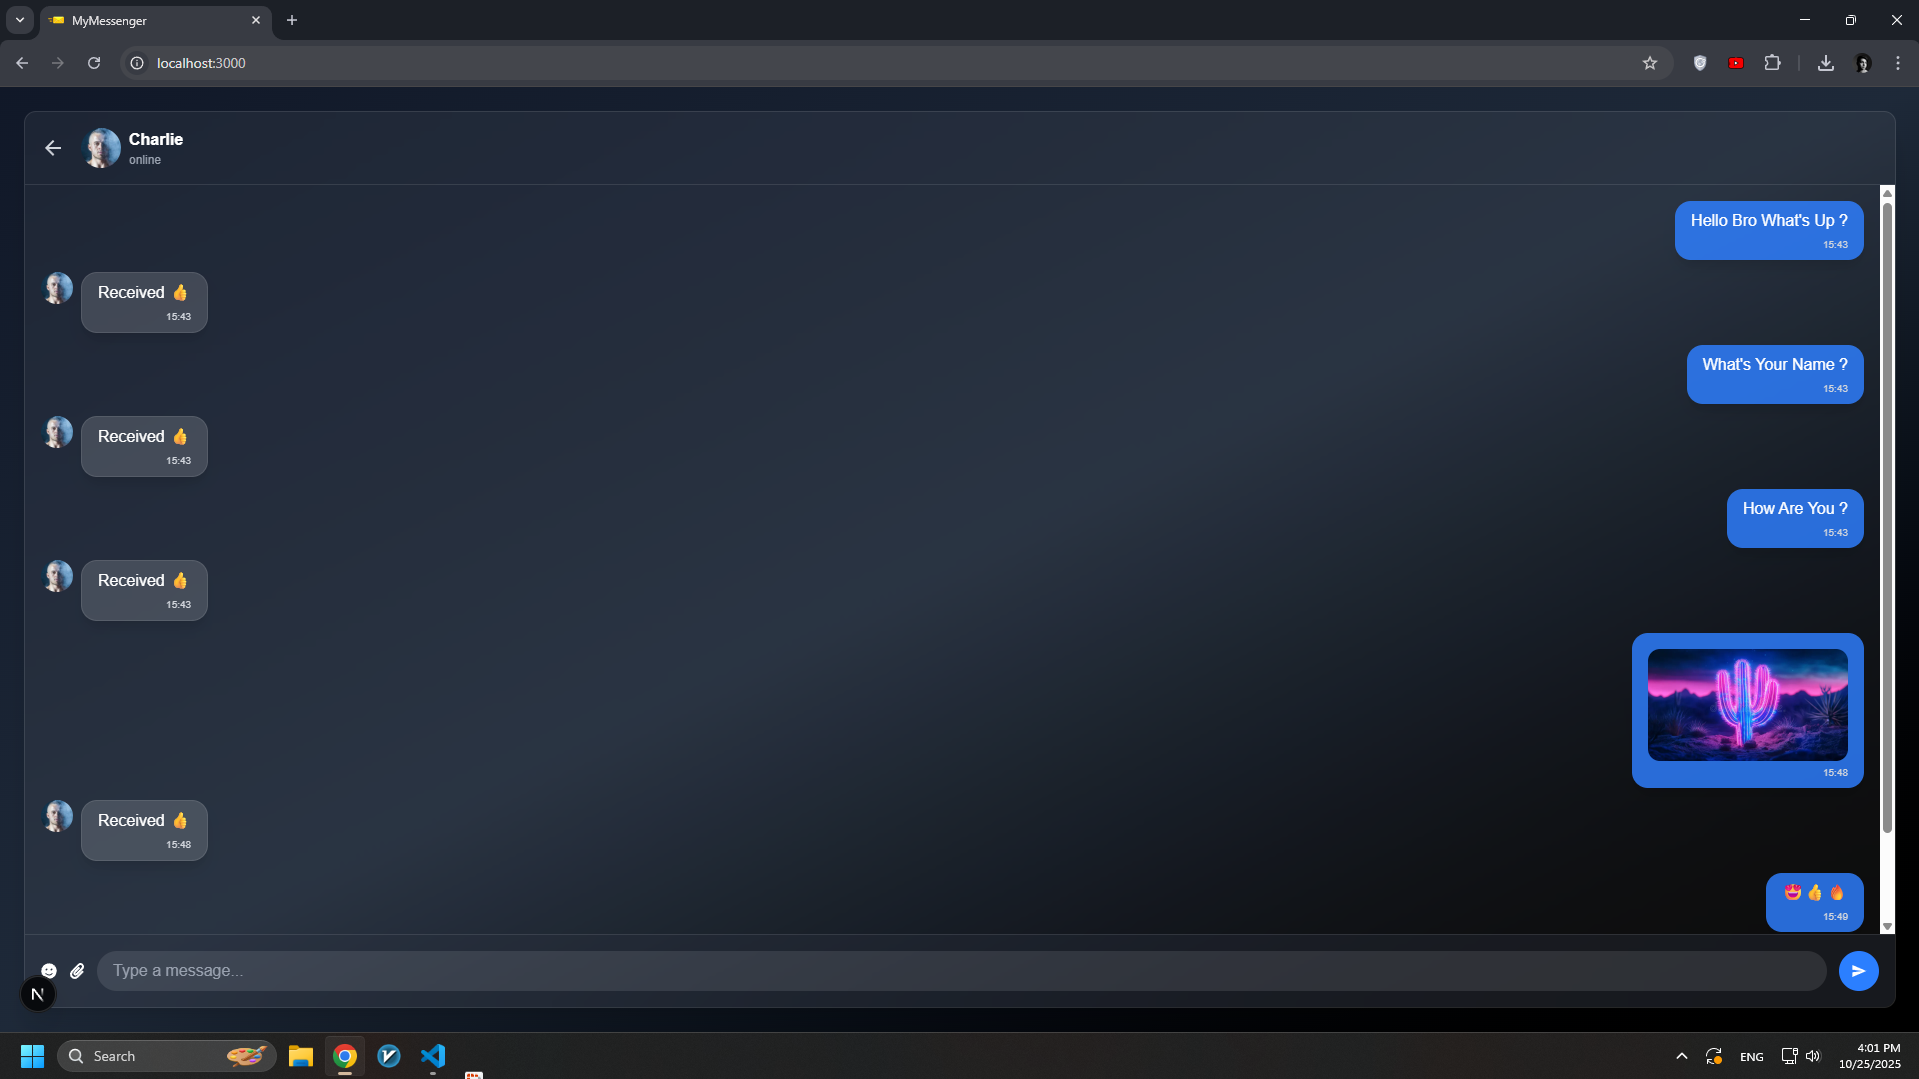 MyMessenger
localhost:3000
Charlie
online
Hello Bro What's Up ?
15:43
Received 👍
15:43
What's Your Name ?
15:43
Received 👍
15:43
How Are You ?
15:43
Received 👍
15:43
15:48
Received 👍
15:48
😍 👍 🔥
15:49
Type a message...
N
Search
ENG
4:01 PM
10/25/2025